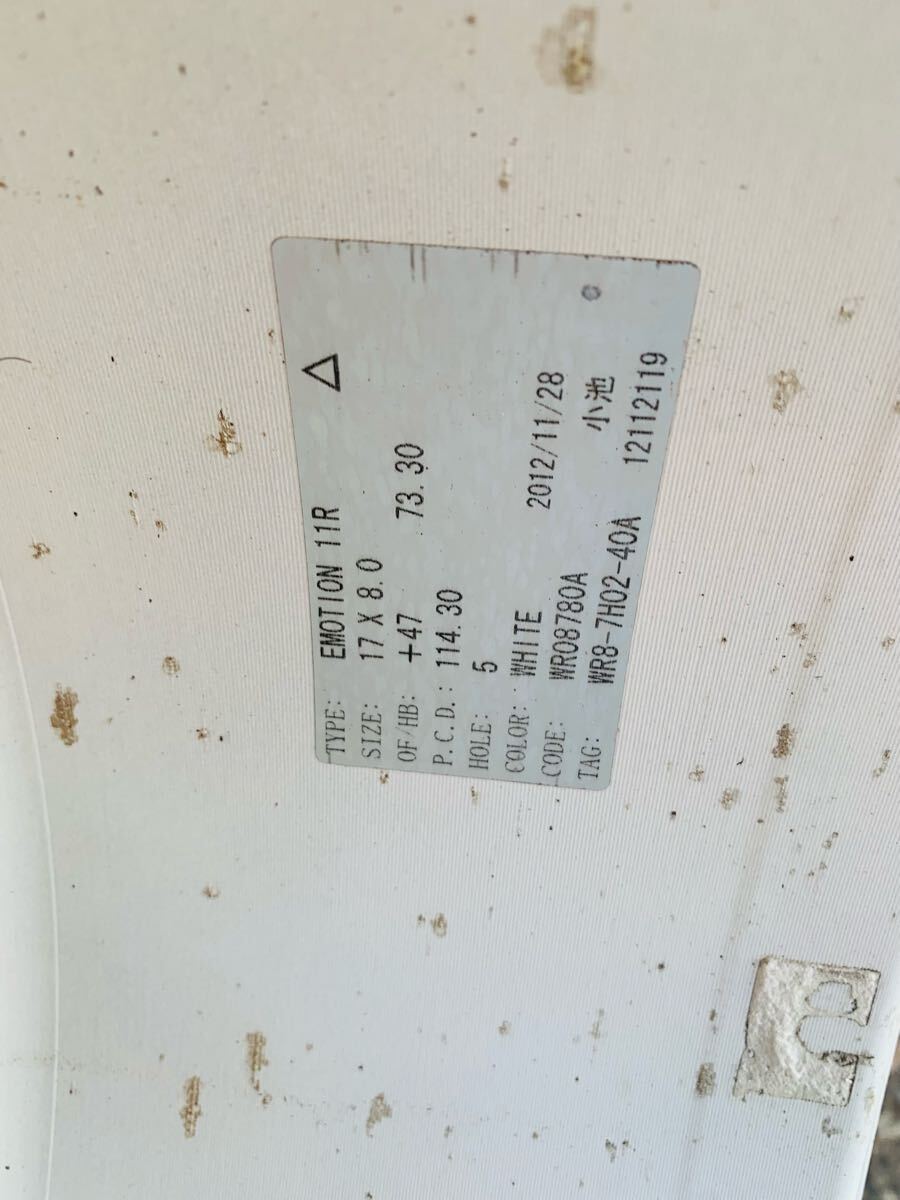 TYPE: EMOTION 11R △
SIZE: 17 X 8.0
OF/HB: +47 73.30
P.C.D.: 114.30
HOLE: 5
COLOR: WHITE 2012/11/28
CODE: WR08780A
TAG: WR8-7H02-40A 小池
12112119